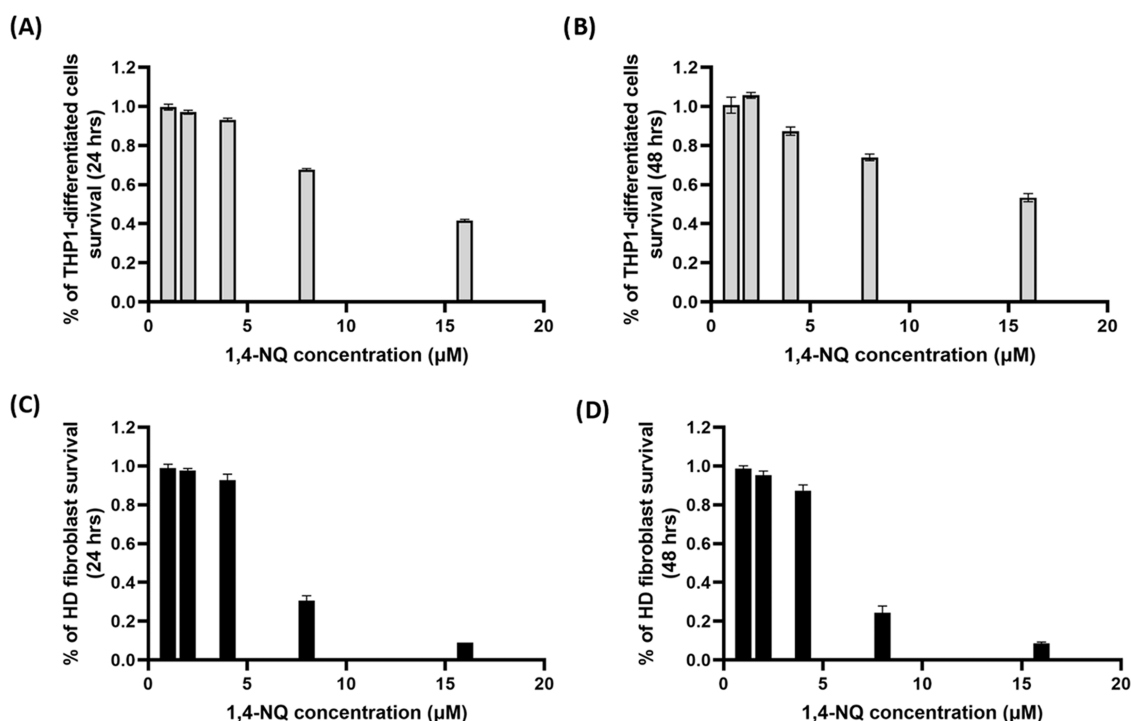 (A)
% of THP1-differentiated cells
survival (24 hrs)
1.2
1.0
0.8
0.6
0.4
0.2
0.0
0 5 10 15 20
1,4-NQ concentration (µM)
(B)
% of THP1-differentiated cells
survival (48 hrs)
1.2
1.0
0.8
0.6
0.4
0.2
0.0
0 5 10 15 20
1,4-NQ concentration (µM)
(C)
% of HD fibroblast survival
(24 hrs)
1.2
1.0
0.8
0.6
0.4
0.2
0.0
0 5 10 15 20
1,4-NQ concentration (µM)
(D)
% of HD fibroblast survival
(48 hrs)
1.2
1.0
0.8
0.6
0.4
0.2
0.0
0 5 10 15 20
1,4-NQ concentration (µM)